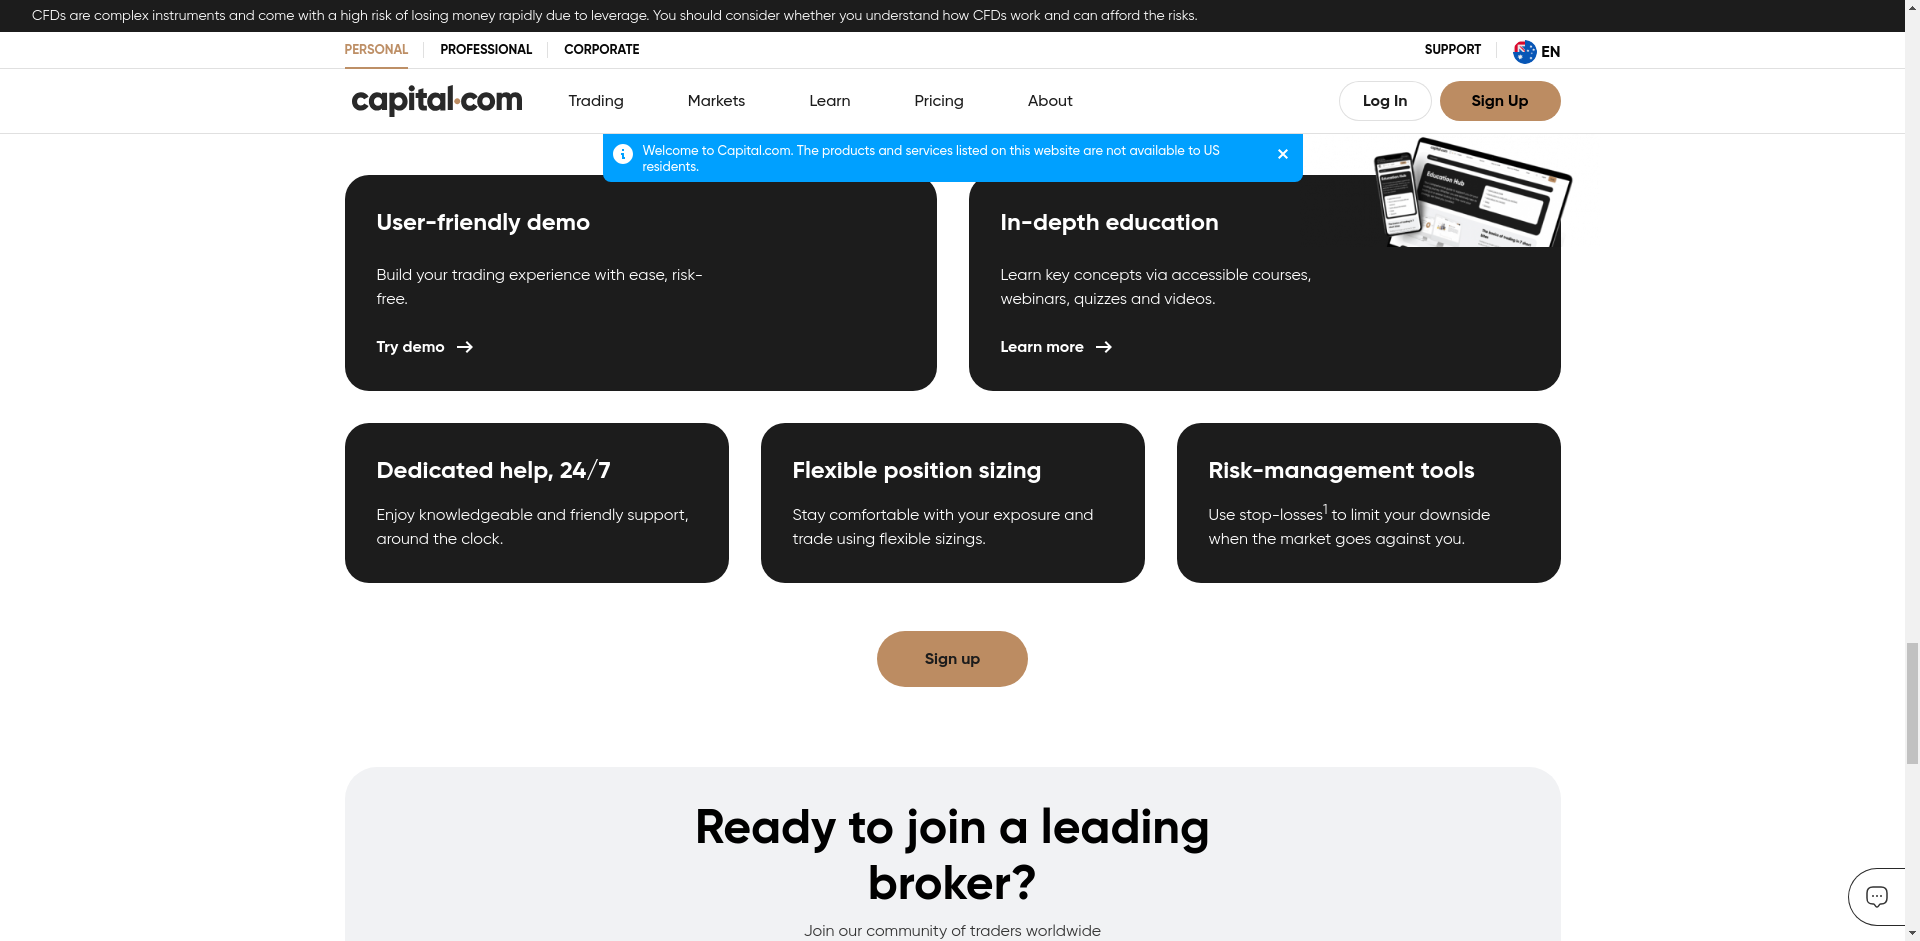 CFDs are complex instruments and come with a high risk of losing money rapidly due to leverage. You should consider whether you understand how CFDs work and can afford the risks.
PERSONAL
PROFESSIONAL
CORPORATE
SUPPORT
EN
capital.com
Trading
Markets
Learn
Pricing
About
Log In
Sign Up
Welcome to Capital.com. The products and services listed on this website are not available to US
residents.
User-friendly demo
Build your trading experience with ease, risk-
free.
Try demo
In-depth education
Learn key concepts via accessible courses,
webinars, quizzes and videos.
Learn more
Education Hub
Dedicated help, 24/7
Enjoy knowledgeable and friendly support,
around the clock.
Flexible position sizing
Stay comfortable with your exposure and
trade using flexible sizings.
Risk-management tools
Use stop-losses1 to limit your downside
when the market goes against you.
Sign up
Ready to join a leading
broker?
Join our community of traders worldwide